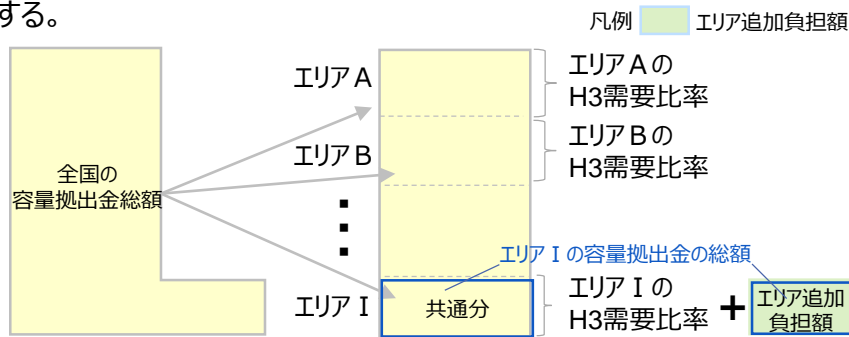 する。
凡例 エリア追加負担額
エリアA
エリアAの
H3需要比率
エリアB
エリアBの
H3需要比率
全国の
容量拠出金総額
エリアⅠの容量拠出金の総額
エリアⅠ
共通分
エリアⅠの
H3需要比率
+
エリア追加
負担額